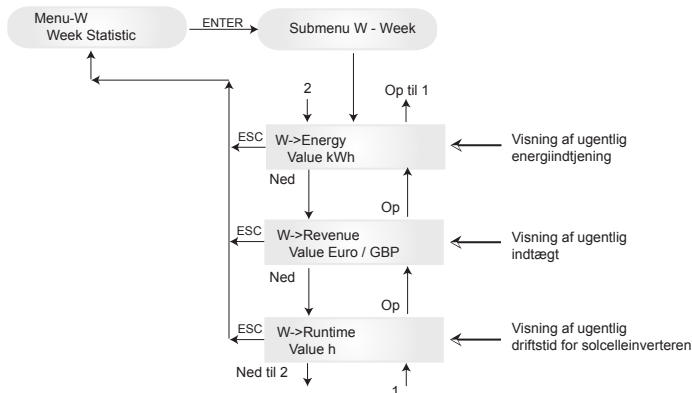 Menu-W
Week Statistic
ENTER
Submenu W - Week
2
Op til 1
ESC
W->Energy
Value kWh
Visning af ugentlig
energiindtjening
Ned
Op
ESC
W->Revenue
Value Euro / GBP
Visning af ugentlig
indtægt
Ned
Op
ESC
W->Runtime
Value h
Visning af ugentlig
driftstid for solcelleinverteren
Ned til 2
1